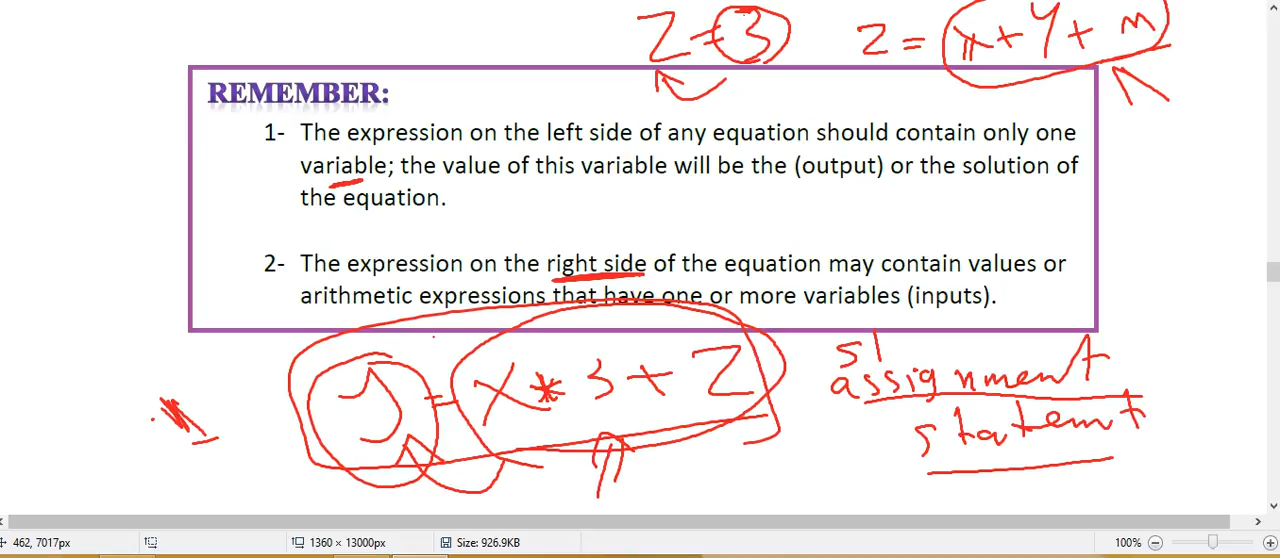 Z = 3 Z = x + y + m
REMEMBER:
1- The expression on the left side of any equation should contain only one
variable; the value of this variable will be the (output) or the solution of
the equation.
2- The expression on the right side of the equation may contain values or
arithmetic expressions that have one or more variables (inputs).
= X * 3 + Z
assignment
statemt
462, 7017px 1360 × 13000px Size: 926.9KB 100%